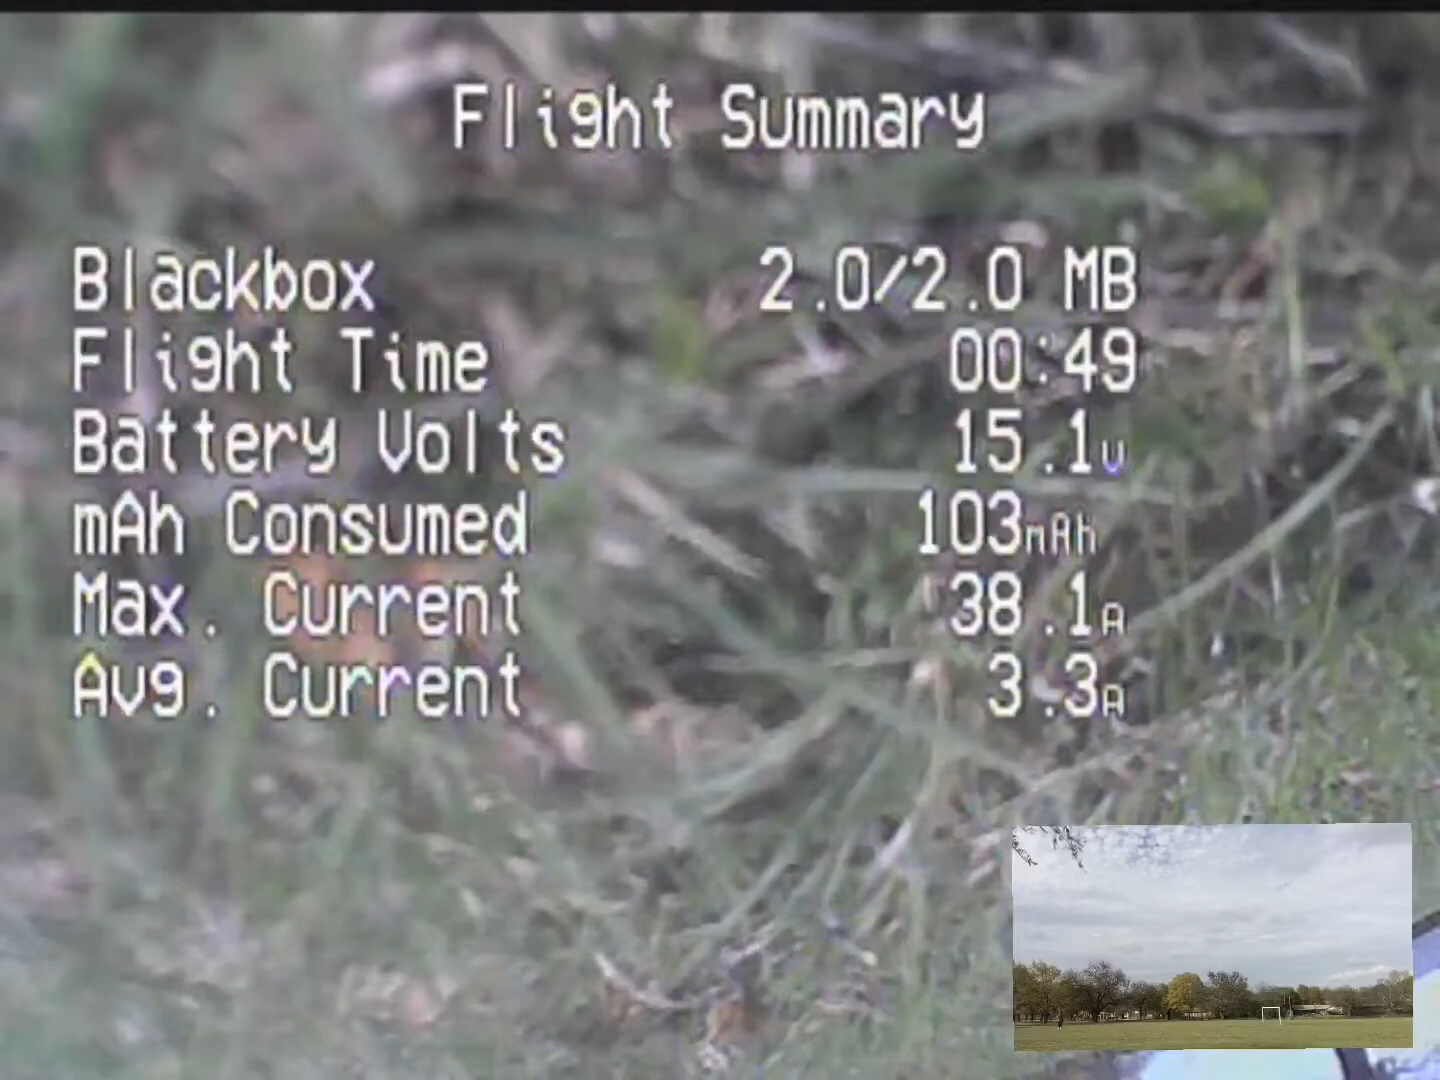 Flight Summary
Blackbox 2.0/2.0 MB
Flight Time 00:49
Battery Volts 15.1v
mAh Consumed 103mAh
Max. Current 38.1A
Avg. Current 3.3A